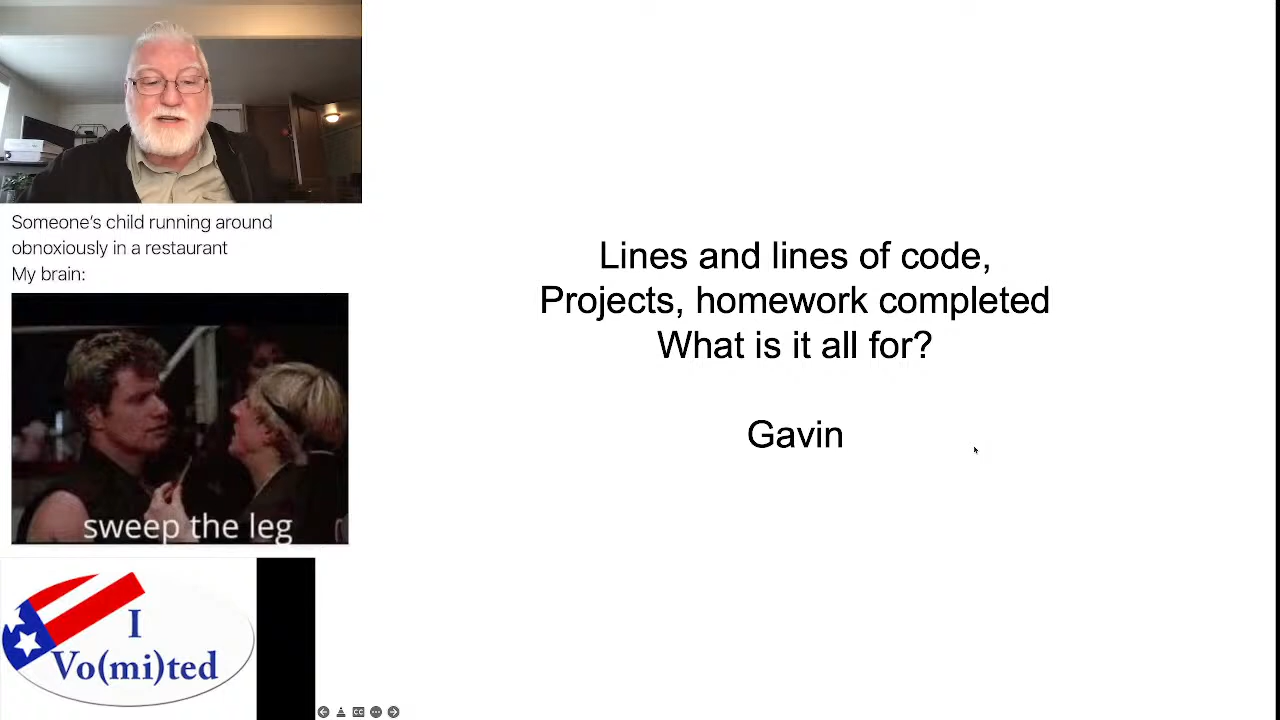 Someone's child running around
obnoxiously in a restaurant
My brain:
sweep the leg
I
Vo(mi)ted
Lines and lines of code,
Projects, homework completed
What is it all for?
Gavin
CC